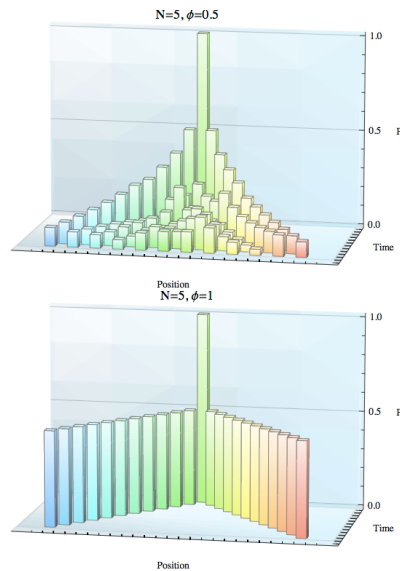 N=5, ϕ=0.5
1.0
0.5
P
0.0
Time
Position
N=5, ϕ=1
1.0
0.5
P
0.0
Time
Position